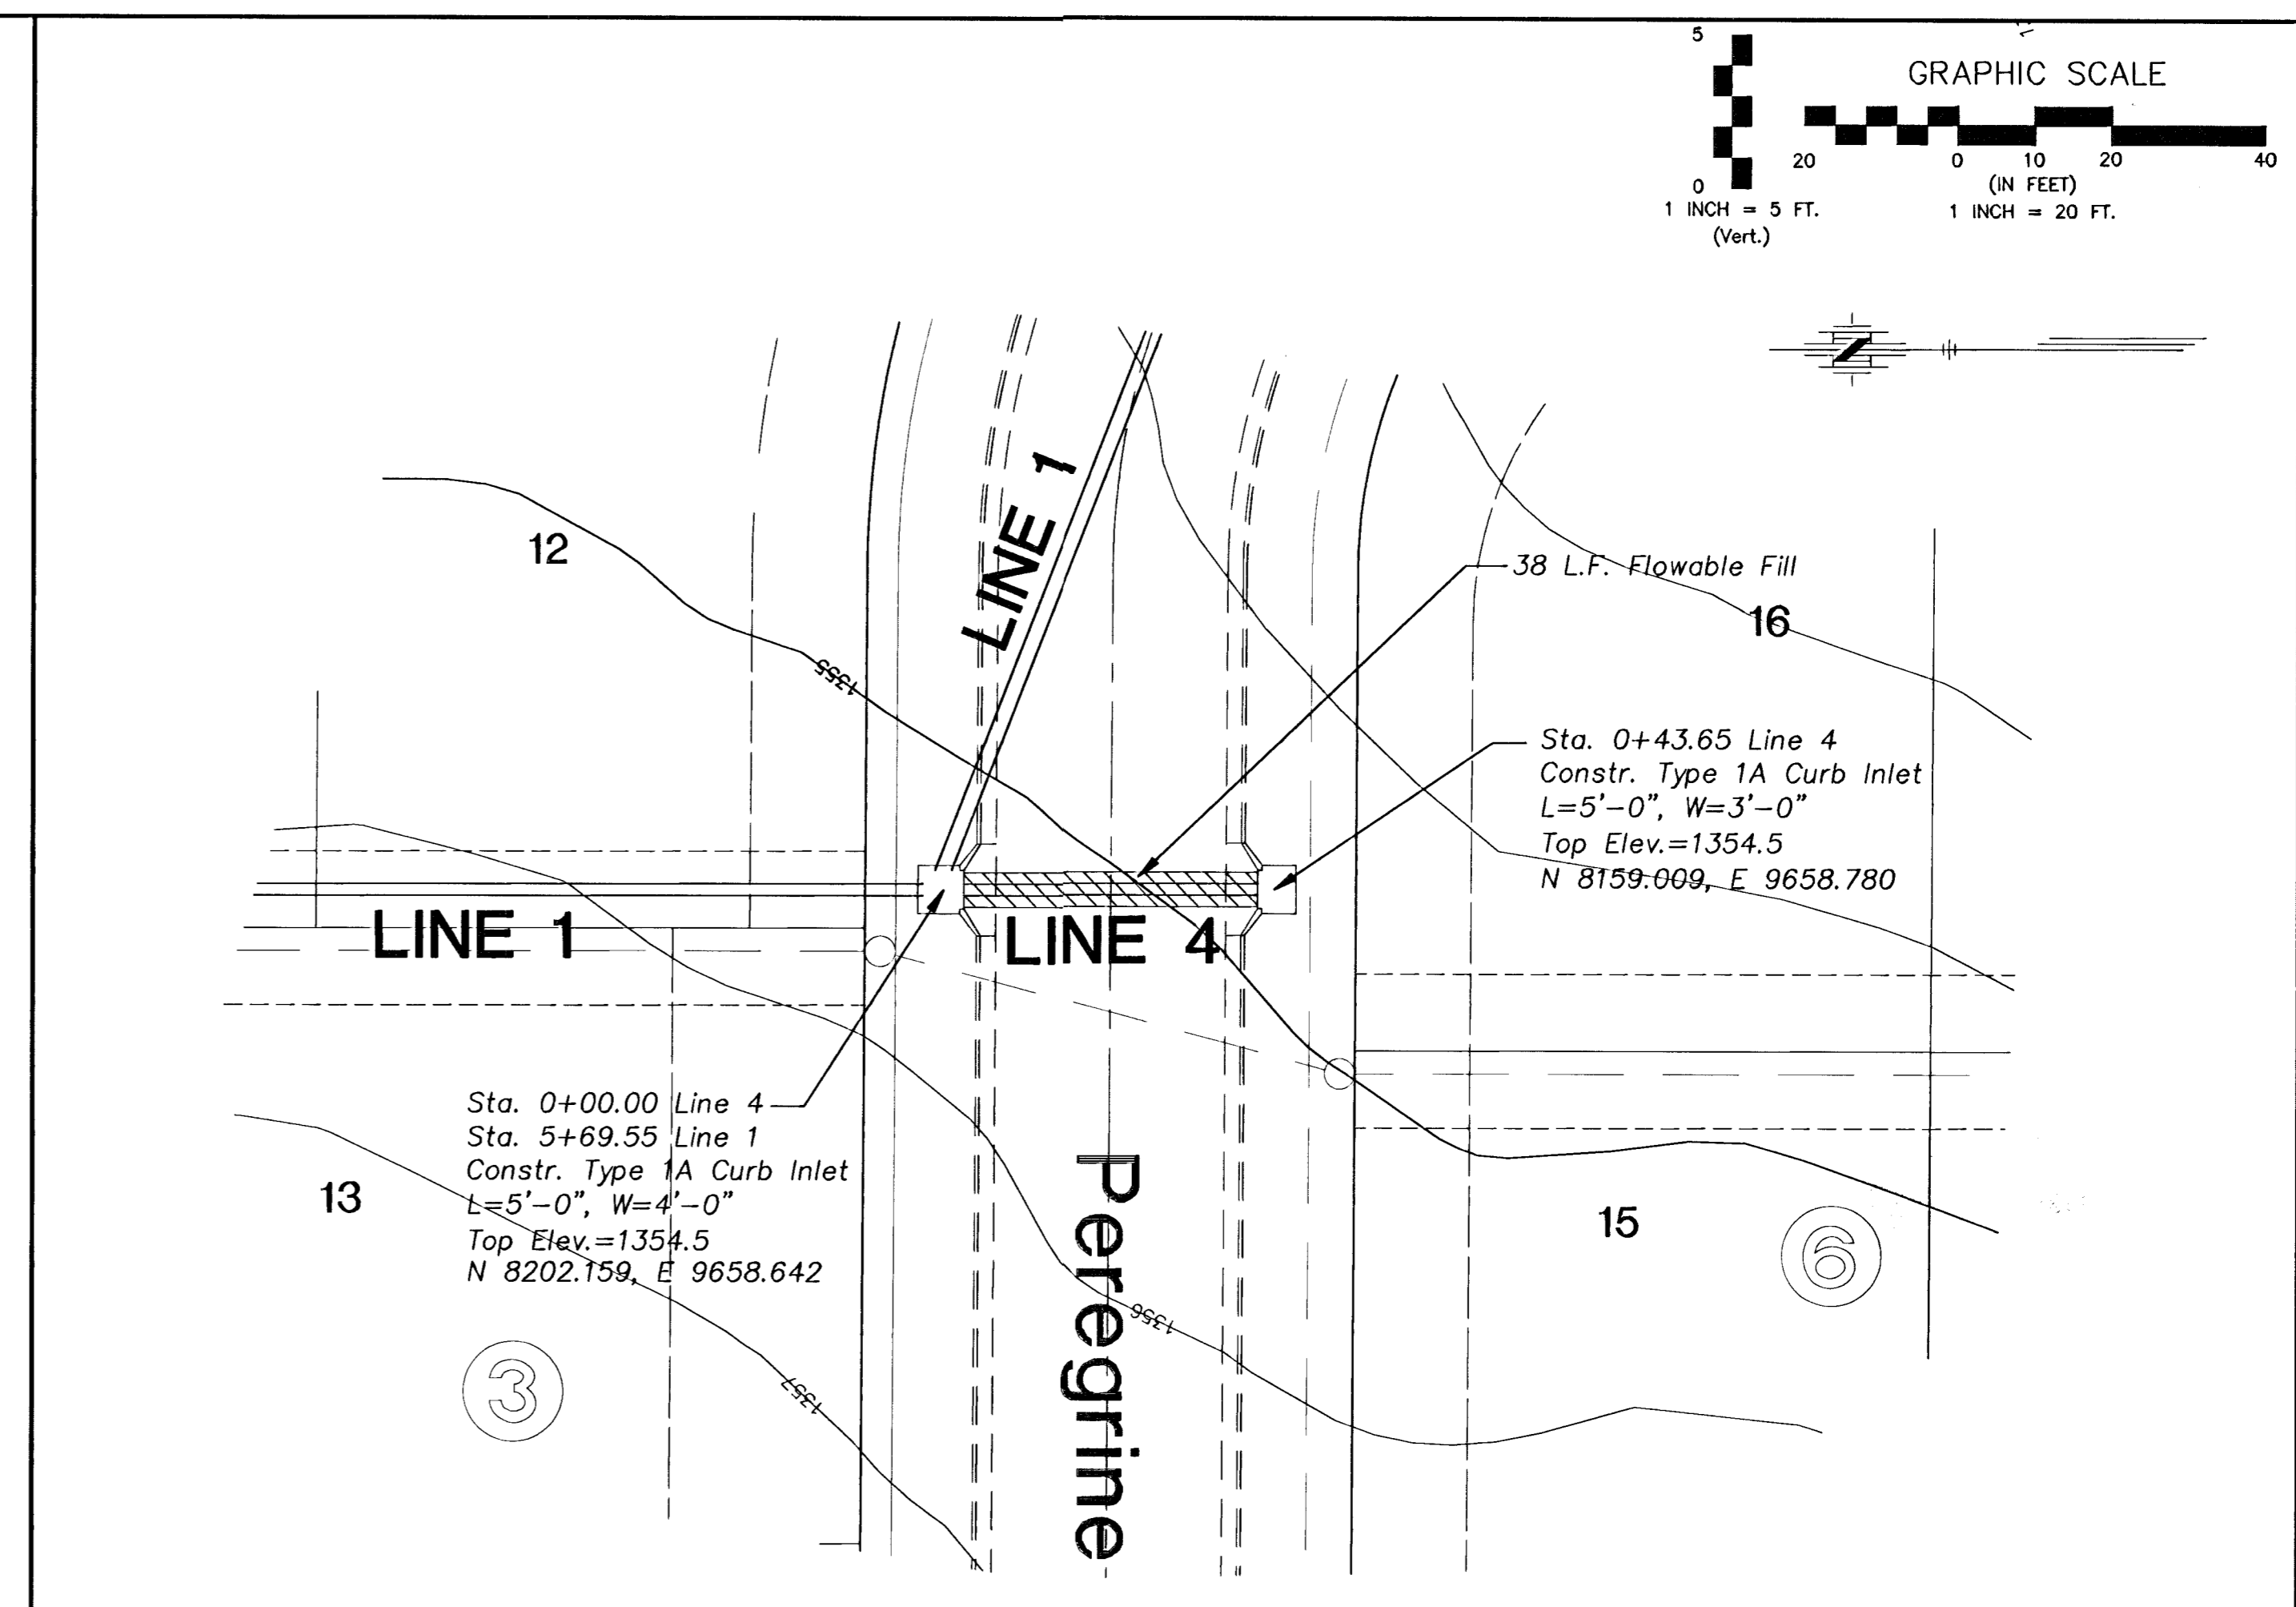 5
0
1 INCH = 5 FT.
(Vert.)
GRAPHIC SCALE
20 0 10 20 40
(IN FEET)
1 INCH = 20 FT.
N
LINE 1
12
38 L.F. Flowable Fill
16
1355
Sta. 0+43.65 Line 4
Constr. Type 1A Curb Inlet
L=5'-0", W=3'-0"
Top Elev.=1354.5
N 8159.009, E 9658.780
LINE 1
LINE 4
Sta. 0+00.00 Line 4
Sta. 5+69.55 Line 1
Constr. Type 1A Curb Inlet
L=5'-0", W=4'-0"
Top Elev.=1354.5
N 8202.159, E 9658.642
13
15
6
Peregrine
1356
3
1357